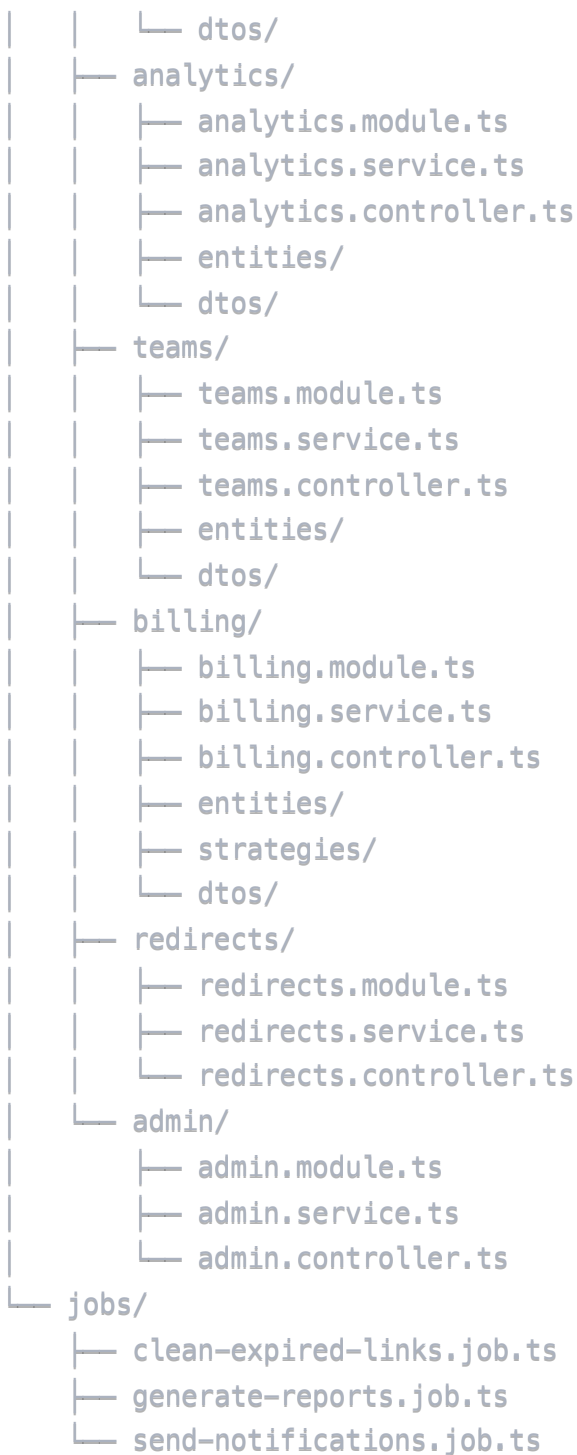 │   │   └── dtos/
│   ├── analytics/
│   │   ├── analytics.module.ts
│   │   ├── analytics.service.ts
│   │   ├── analytics.controller.ts
│   │   ├── entities/
│   │   └── dtos/
│   ├── teams/
│   │   ├── teams.module.ts
│   │   ├── teams.service.ts
│   │   ├── teams.controller.ts
│   │   ├── entities/
│   │   └── dtos/
│   ├── billing/
│   │   ├── billing.module.ts
│   │   ├── billing.service.ts
│   │   ├── billing.controller.ts
│   │   ├── entities/
│   │   ├── strategies/
│   │   └── dtos/
│   ├── redirects/
│   │   ├── redirects.module.ts
│   │   ├── redirects.service.ts
│   │   └── redirects.controller.ts
│   └── admin/
│       ├── admin.module.ts
│       ├── admin.service.ts
│       └── admin.controller.ts
└── jobs/
    ├── clean-expired-links.job.ts
    ├── generate-reports.job.ts
    └── send-notifications.job.ts